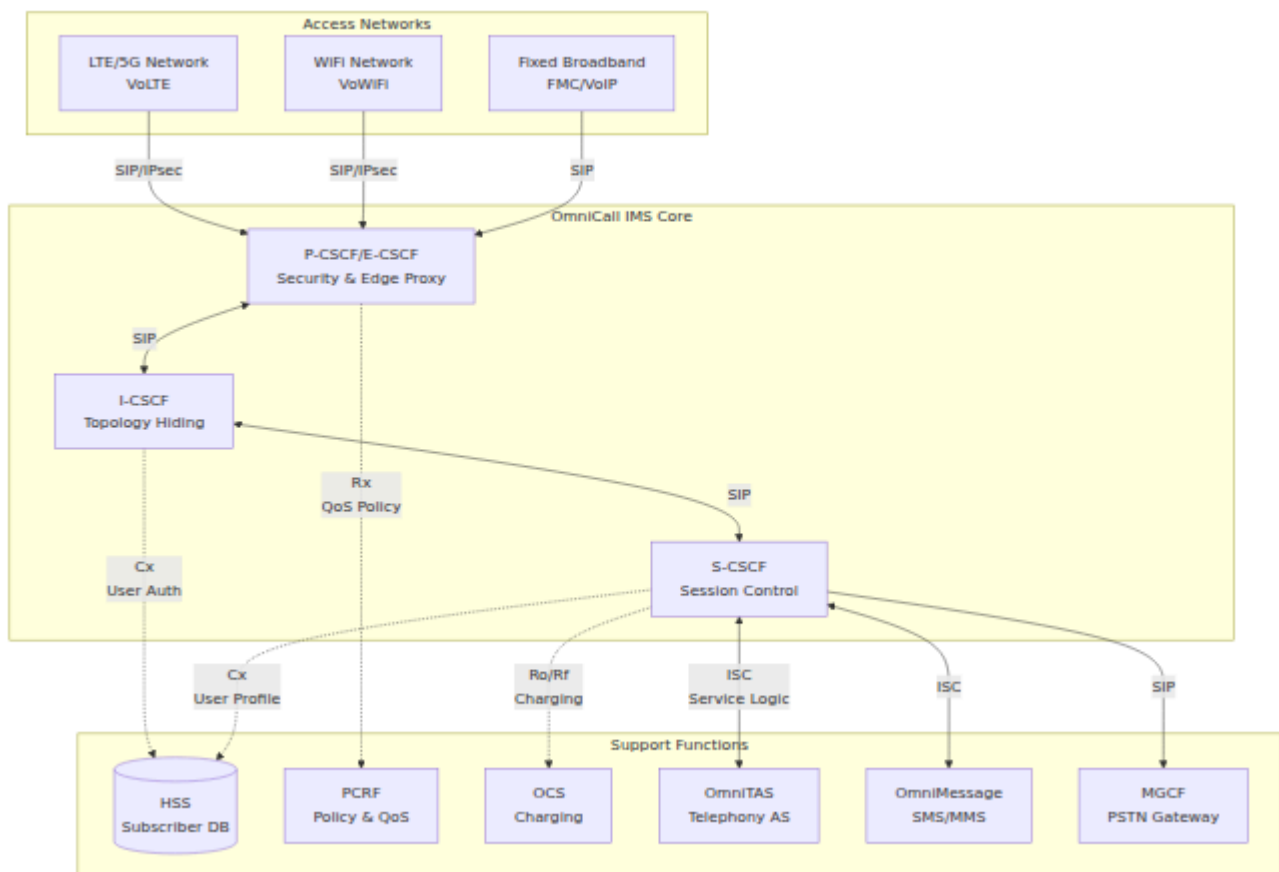 Access Networks
LTE/5G Network
VoLTE
WiFi Network
VoWiFi
Fixed Broadband
FMC/VoIP
SIP/IPsec
SIP/IPsec
SIP
OmniCall IMS Core
P-CSCF/E-CSCF
Security & Edge Proxy
SIP
I-CSCF
Topology Hiding
Rx
QoS Policy
SIP
Cx
User Auth
S-CSCF
Session Control
Cx
User Profile
Ro/Rf
Charging
ISC
Service Logic
ISC
SIP
Support Functions
HSS
Subscriber DB
PCRF
Policy & QoS
OCS
Charging
OmniTAS
Telephony AS
OmniMessage
SMS/MMS
MGCF
PSTN Gateway